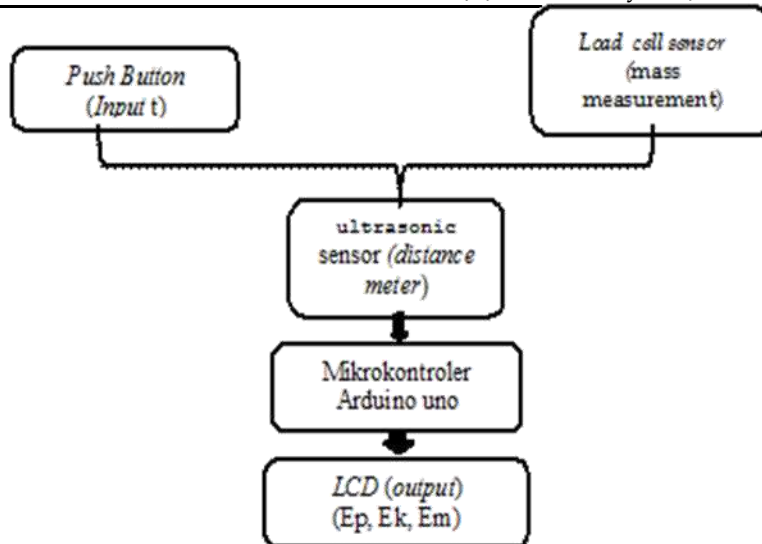 Push Button
(Input t)
Load cell sensor
(mass
measurement)
ultrasonic
sensor (distance
meter)
Mikrokontroler
Arduino uno
LCD (output)
(Ep, Ek, Em)